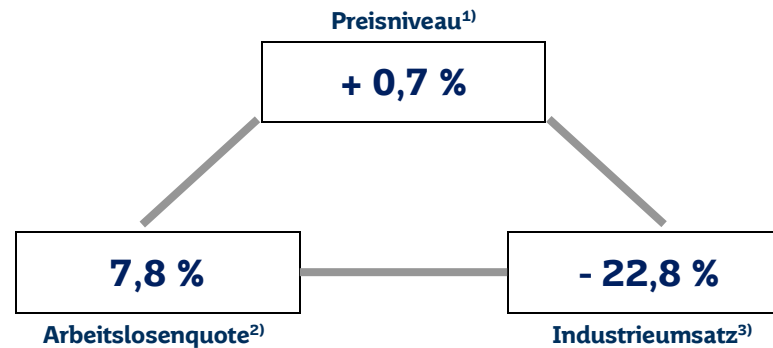 Preisniveau¹⁾
+ 0,7 %
7,8 %
- 22,8 %
Arbeitslosenquote²⁾
Industrieumsatz³⁾